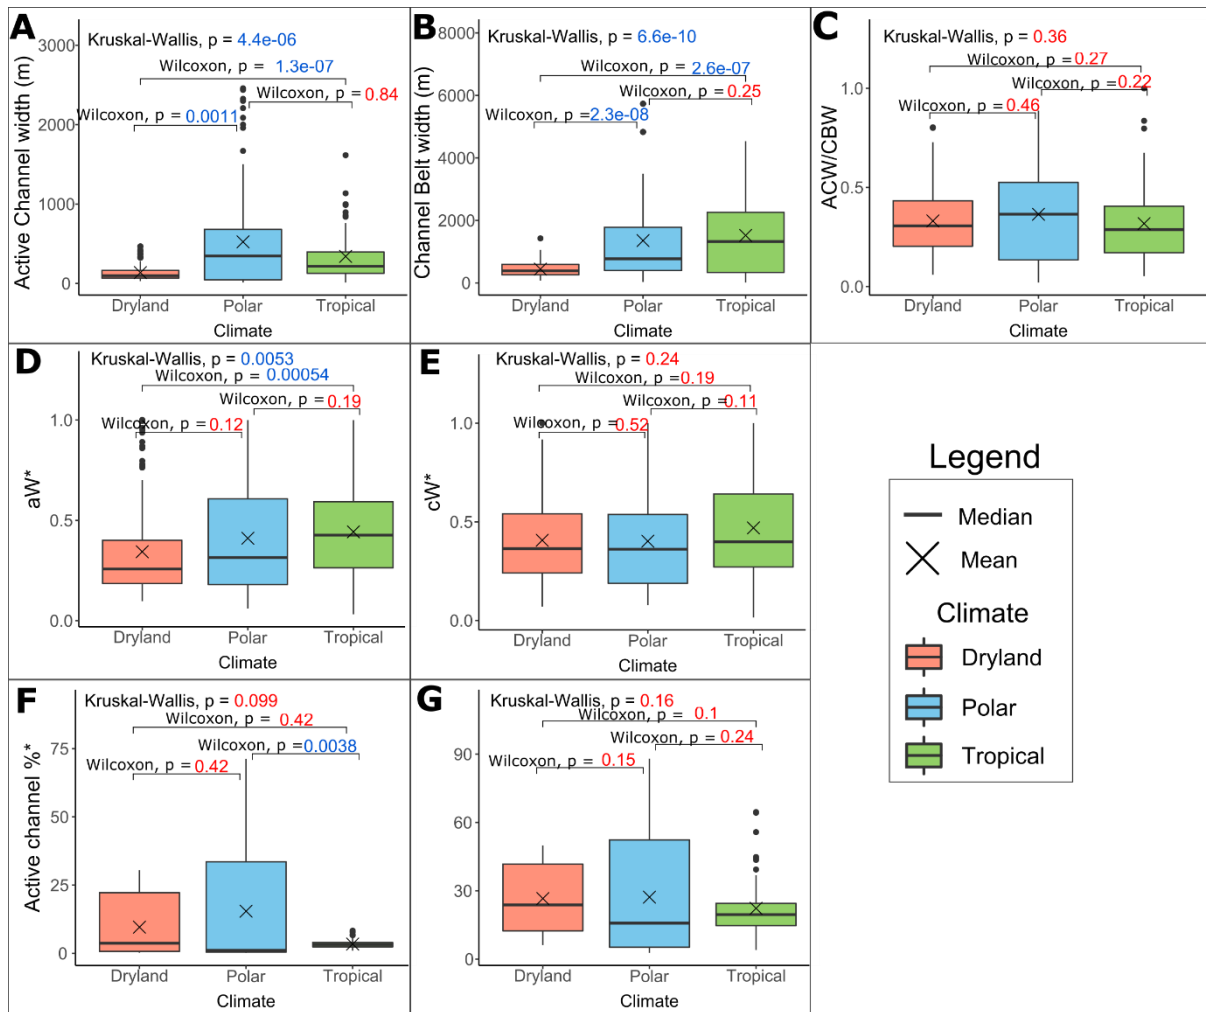 A
Kruskal-Wallis, p = 4.4e-06
Wilcoxon, p = 1.3e-07
Wilcoxon, p = 0.84
Wilcoxon, p = 0.0011
Active Channel width (m)
3000
2000
1000
0
Dryland Polar Tropical
Climate
B
Kruskal-Wallis, p = 6.6e-10
Wilcoxon, p = 2.6e-07
Wilcoxon, p = 0.25
Wilcoxon, p =2.3e-08
Channel Belt width (m)
8000
6000
4000
2000
0
Dryland Polar Tropical
Climate
C
Kruskal-Wallis, p = 0.36
Wilcoxon, p =0.27
Wilcoxon, p =0.22
Wilcoxon, p =0.46
ACW/CBW
1.0
0.5
0.0
Dryland Polar Tropical
Climate
D
Kruskal-Wallis, p = 0.0053
Wilcoxon, p = 0.00054
Wilcoxon, p = 0.19
Wilcoxon, p = 0.12
aW*
1.0
0.5
0.0
Dryland Polar Tropical
Climate
E
Kruskal-Wallis, p = 0.24
Wilcoxon, p =0.19
Wilcoxon, p =0.11
Wilcoxon, p =0.52
cW*
1.0
0.5
0.0
Dryland Polar Tropical
Climate
F
Kruskal-Wallis, p = 0.099
Wilcoxon, p = 0.42
Wilcoxon, p =0.0038
Wilcoxon, p =0.42
Active channel %*
75
50
25
0
Dryland Polar Tropical
Climate
G
Kruskal-Wallis, p = 0.16
Wilcoxon, p = 0.1
Wilcoxon, p = 0.24
Wilcoxon, p = 0.15
90
60
30
0
Dryland Polar Tropical
Climate
Legend
Median
Mean
Climate
Dryland
Polar
Tropical